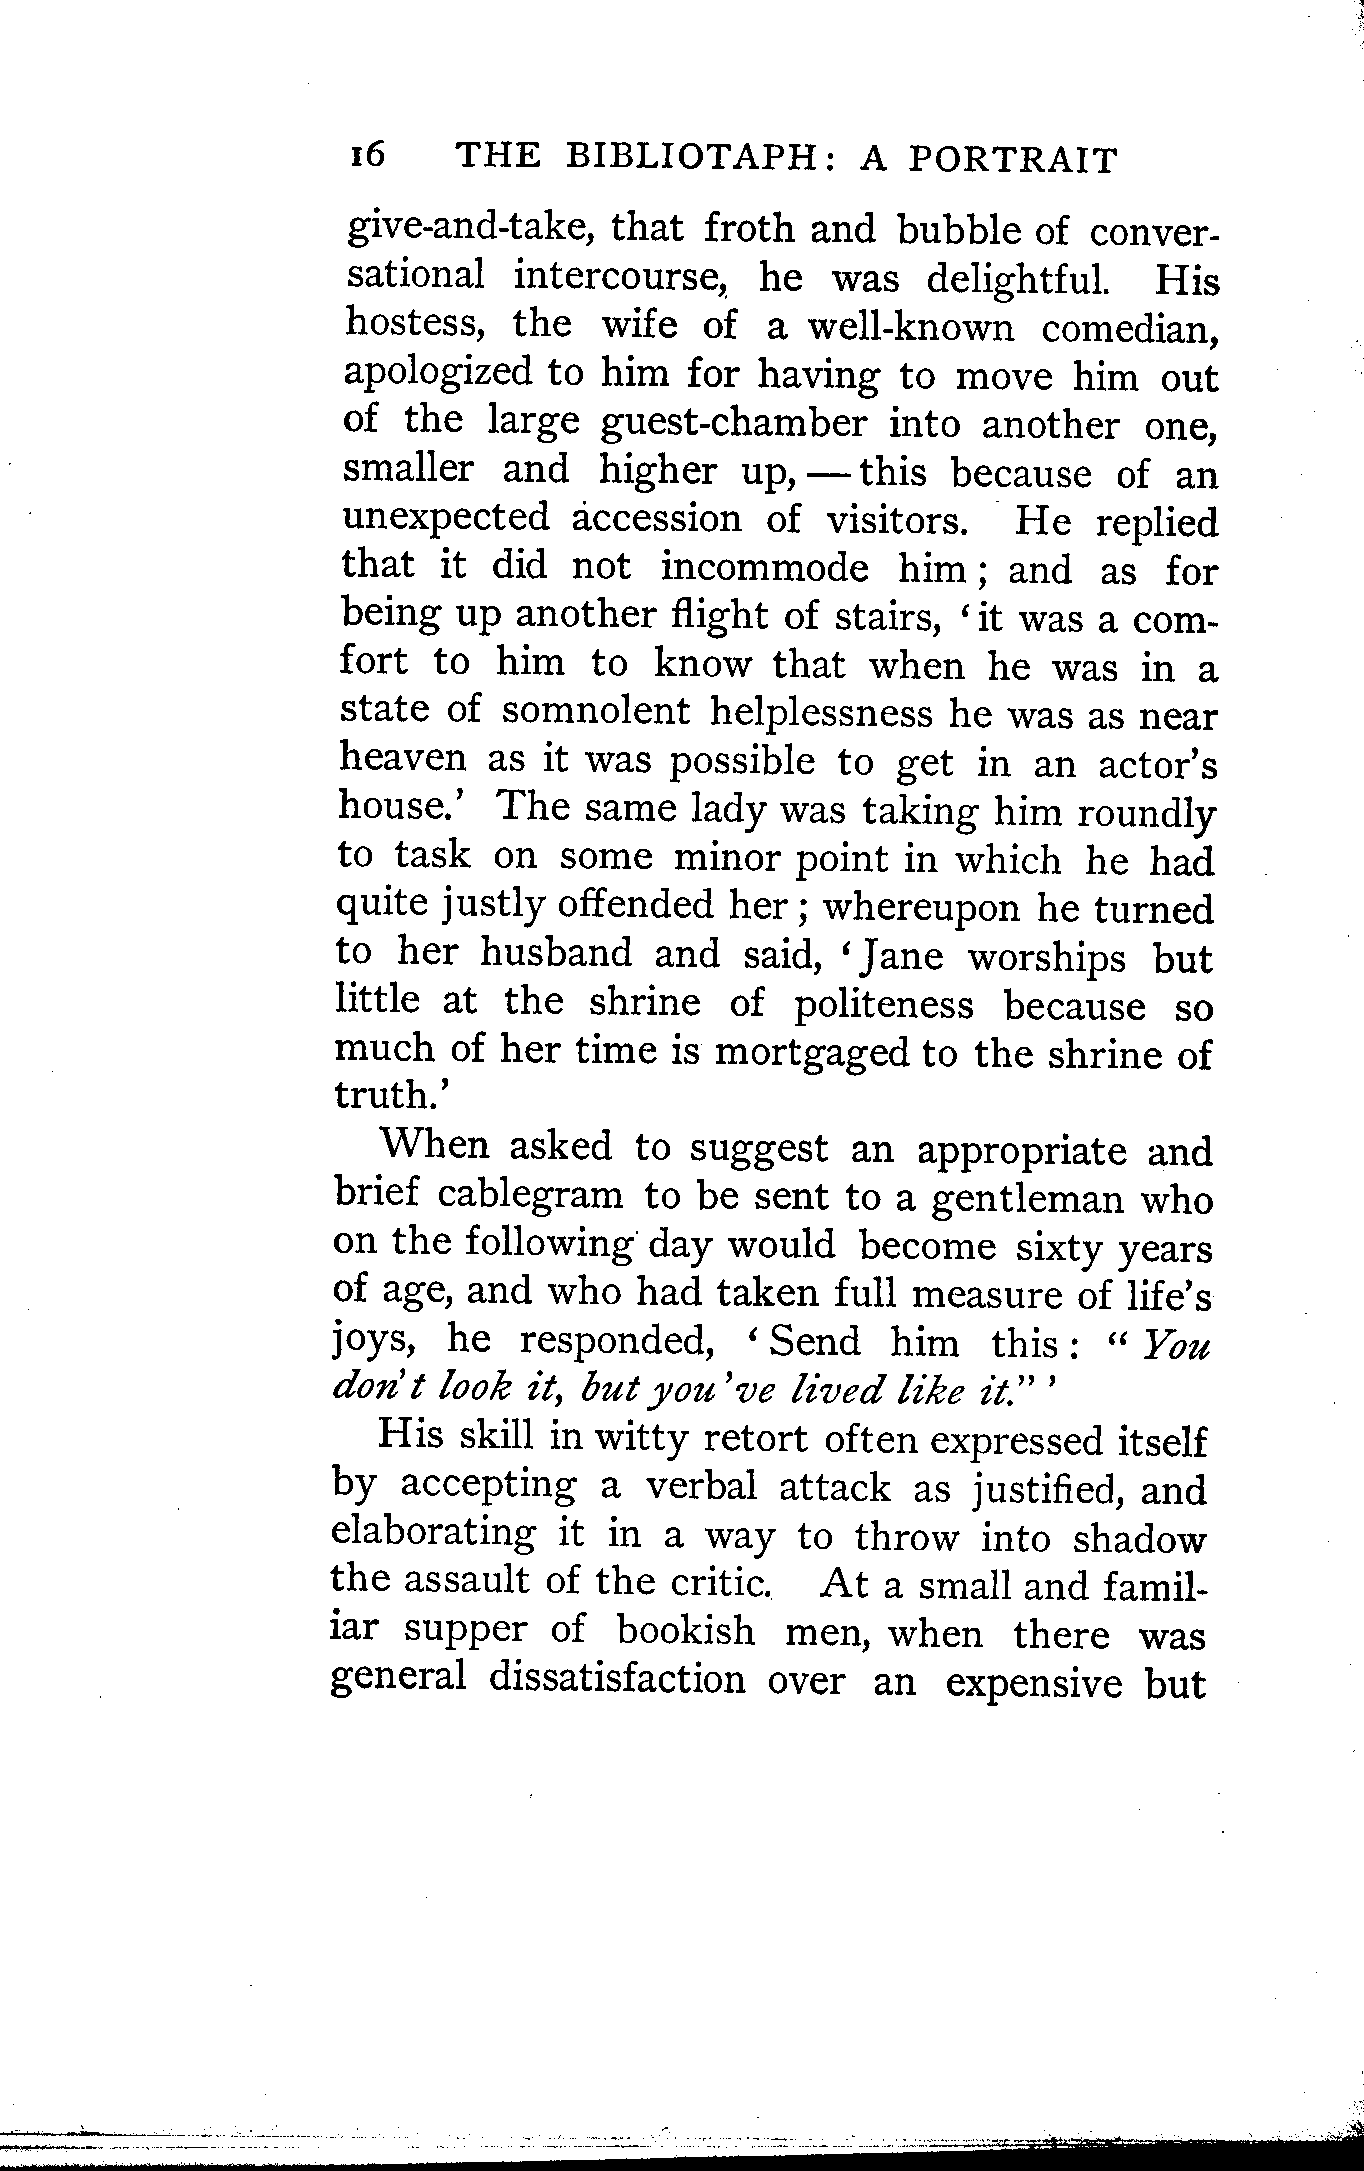 16 THE BIBLIOTAPH: A PORTRAIT
give-and-take, that froth and bubble of conver-
sational intercourse, he was delightful. His
hostess, the wife of a well-known comedian,
apologized to him for having to move him out
of the large guest-chamber into another one,
smaller and higher up, — this because of an
unexpected accession of visitors. He replied
that it did not incommode him; and as for
being up another flight of stairs, ‘it was a com-
fort to him to know that when he was in a
state of somnolent helplessness he was as near
heaven as it was possible to get in an actor's
house.’ The same lady was taking him roundly
to task on some minor point in which he had
quite justly offended her; whereupon he turned
to her husband and said, ‘Jane worships but
little at the shrine of politeness because so
much of her time is mortgaged to the shrine of
truth.’
When asked to suggest an appropriate and
brief cablegram to be sent to a gentleman who
on the following day would become sixty years
of age, and who had taken full measure of life's
joys, he responded, ‘Send him this: “You
don't look it, but you 've lived like it.” ’
His skill in witty retort often expressed itself
by accepting a verbal attack as justified, and
elaborating it in a way to throw into shadow
the assault of the critic. At a small and famil-
iar supper of bookish men, when there was
general dissatisfaction over an expensive but